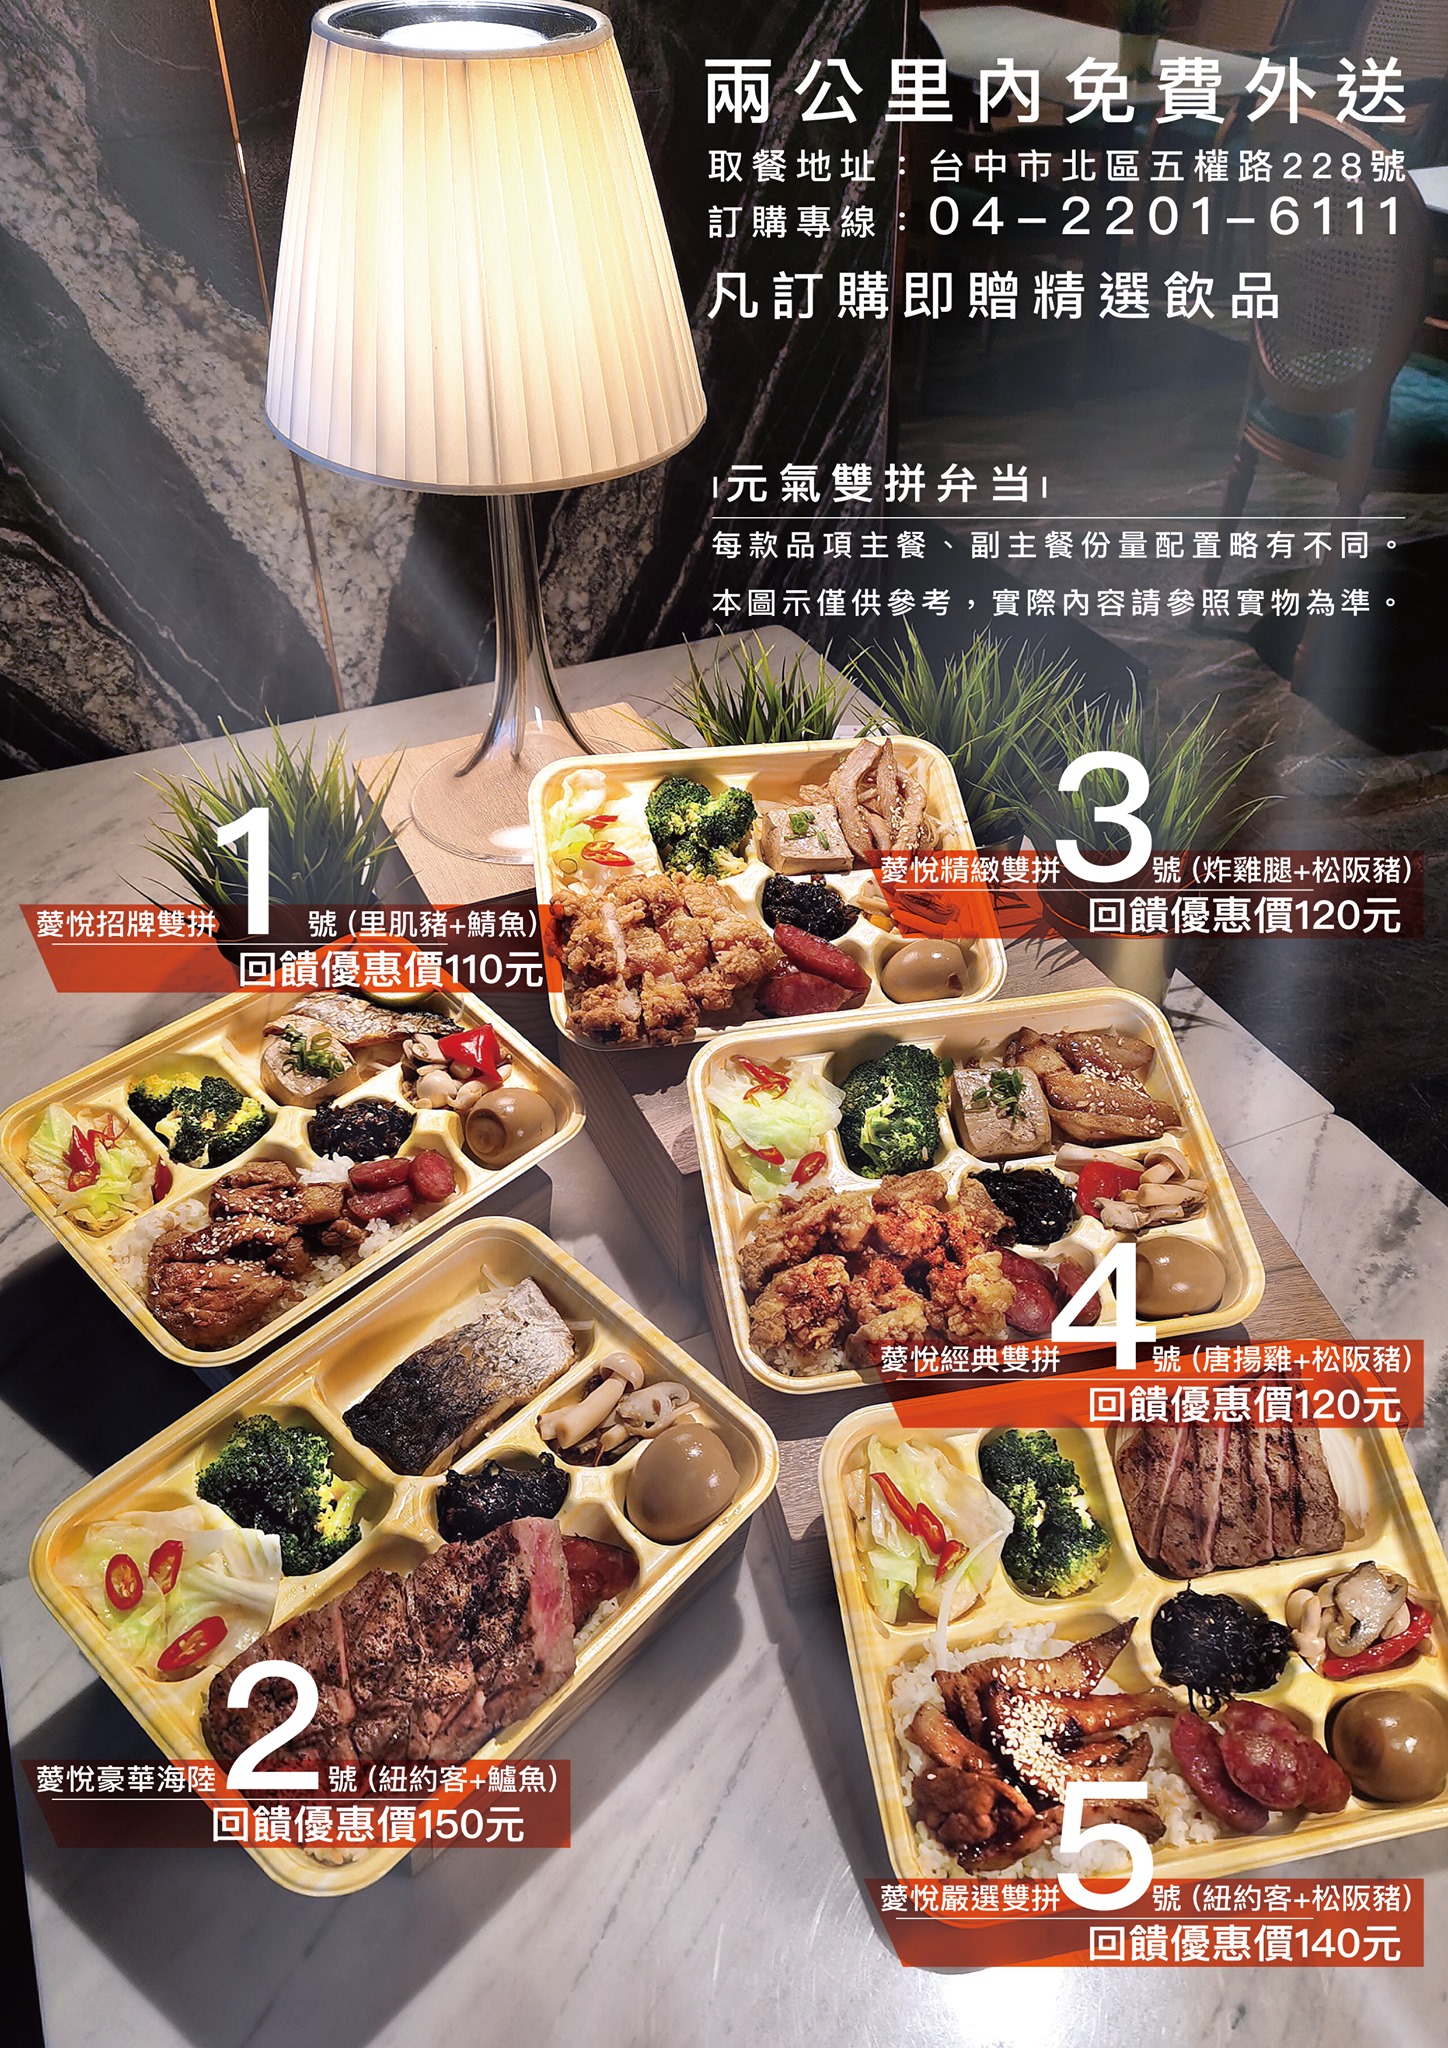 兩公里內免費外送
取餐地址：台中市北區五權路228號
訂購專線：04-2201-6111
凡訂購即贈精選飲品
|元氣雙拼弁当|
每款品項主餐、副主餐份量配置略有不同。
本圖示僅供參考，實際內容請參照實物為準。
薆悅招牌雙拼1號(里肌豬+鯖魚)
回饋優惠價110元
薆悅精緻雙拼3號(炸雞腿+松阪豬)
回饋優惠價120元
薆悅經典雙拼4號(唐揚雞+松阪豬)
回饋優惠價120元
薆悅豪華海陸2號(紐約客+鱸魚)
回饋優惠價150元
薆悅嚴選雙拼5號(紐約客+松阪豬)
回饋優惠價140元